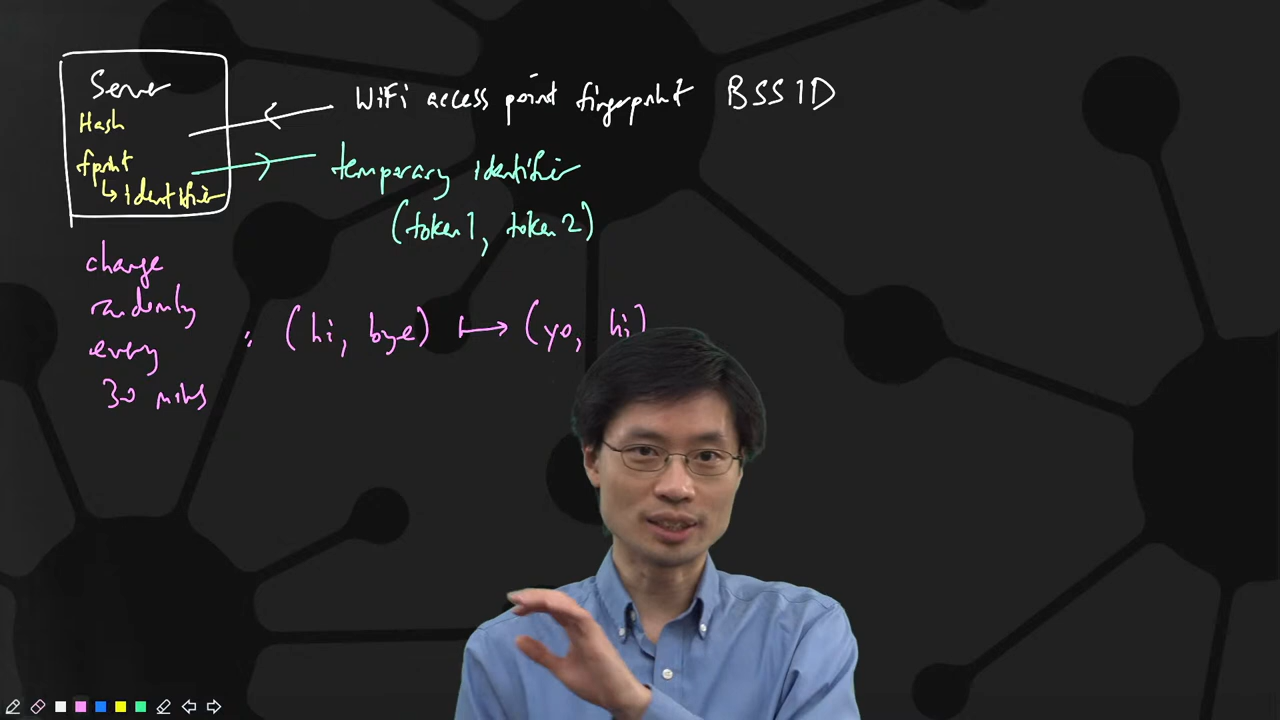 Server
Hash
fprint
↳ identifier
WiFi access point fingerprint BSSID
temporary identifier
(token1, token2)
change
randomly
every
30 mins
: (hi, bye) ↦ (yo, hi)